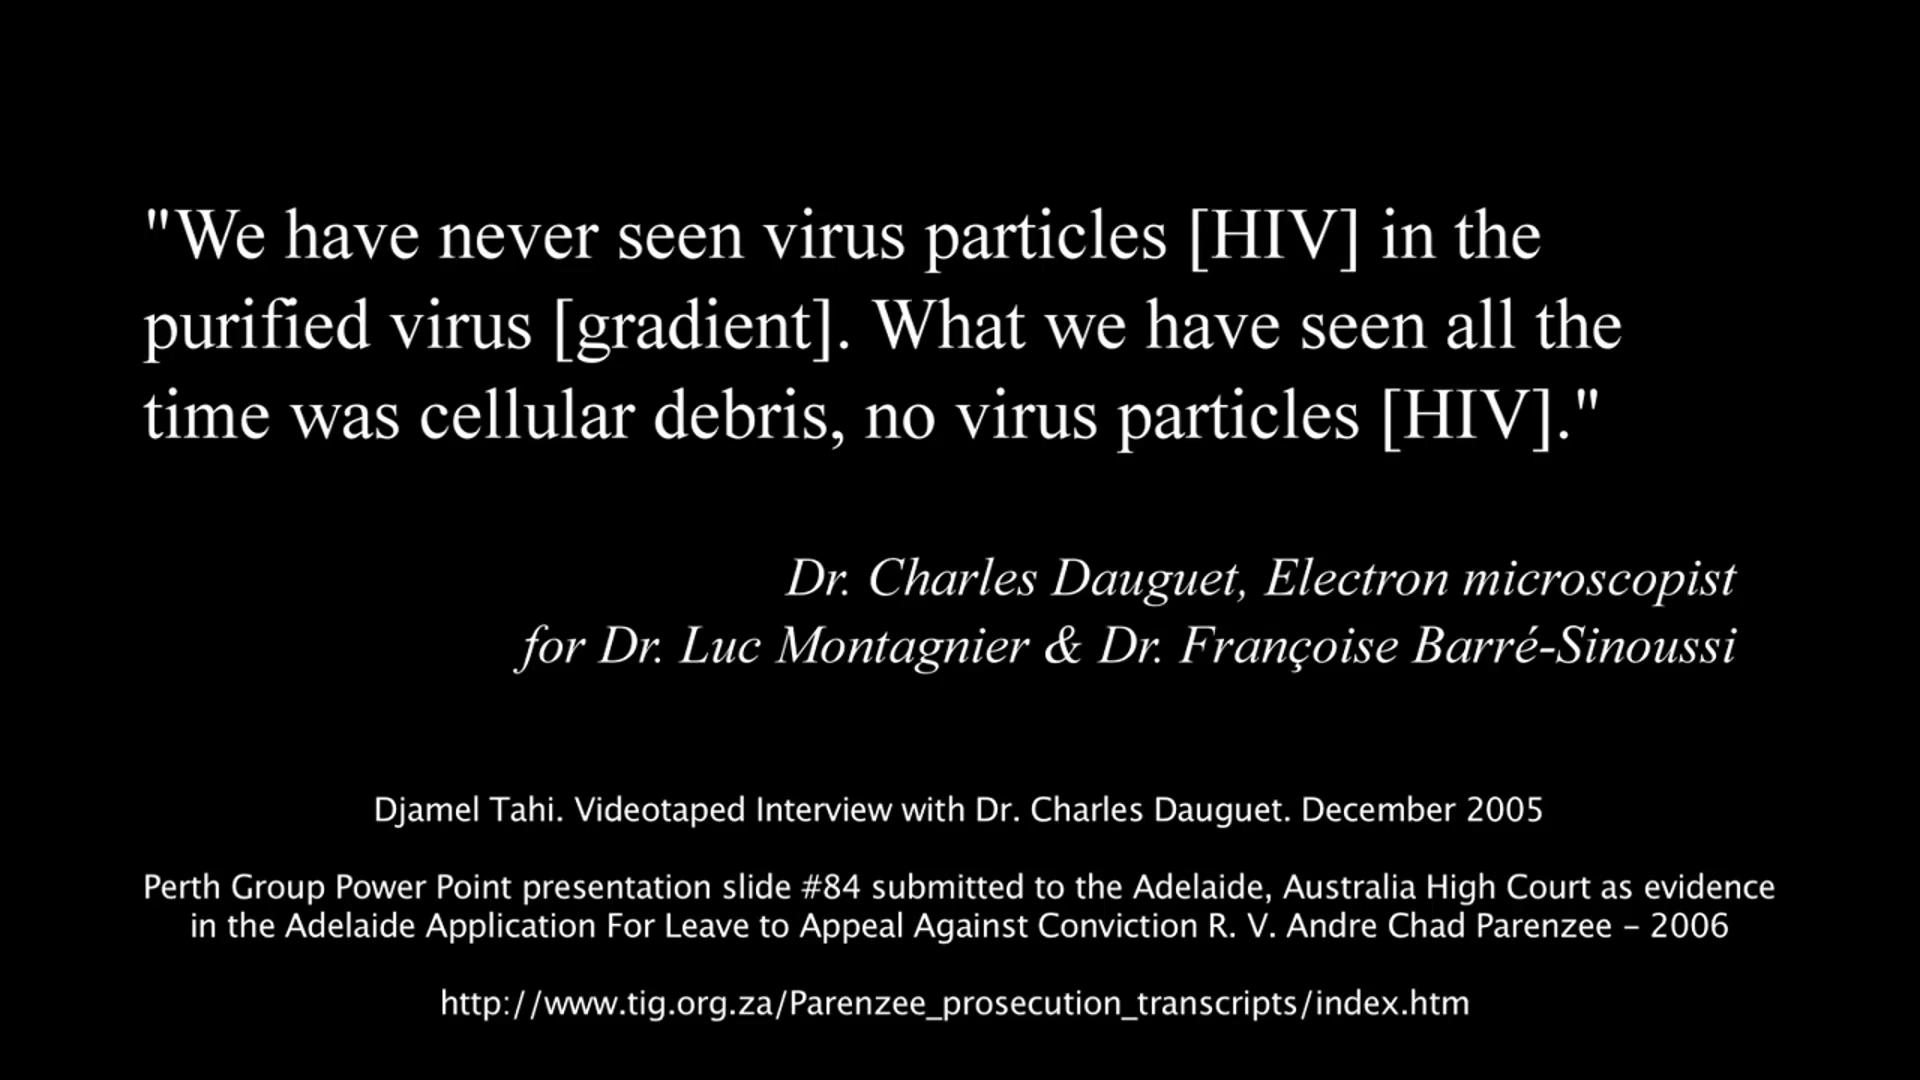 "We have never seen virus particles [HIV] in the
purified virus [gradient]. What we have seen all the
time was cellular debris, no virus particles [HIV]."
Dr. Charles Dauguet, Electron microscopist
for Dr. Luc Montagnier & Dr. Françoise Barré-Sinoussi
Djamel Tahi. Videotaped Interview with Dr. Charles Dauguet. December 2005
Perth Group Power Point presentation slide #84 submitted to the Adelaide, Australia High Court as evidence
in the Adelaide Application For Leave to Appeal Against Conviction R. V. Andre Chad Parenzee – 2006
http://www.tig.org.za/Parenzee_prosecution_transcripts/index.htm